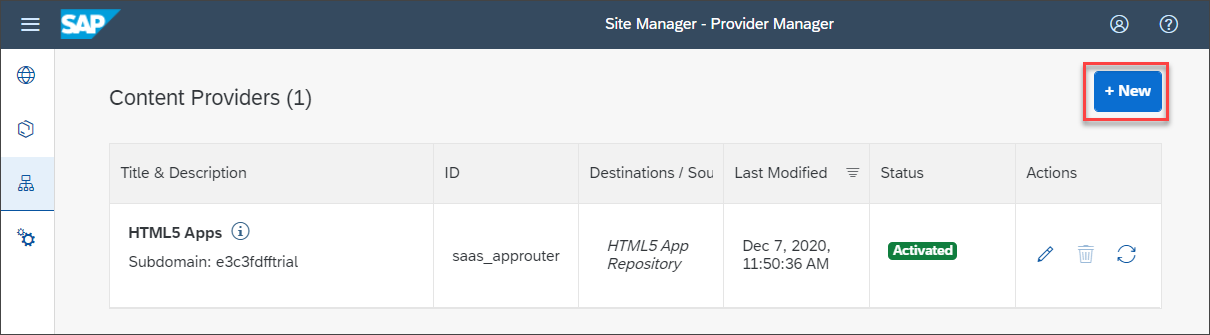 SAP
Site Manager - Provider Manager
Content Providers (1)
+ New
Title & Description
ID
Destinations / Sou
Last Modified
Status
Actions
HTML5 Apps
Subdomain: e3c3fdfftrial
saas_approuter
HTML5 App
Repository
Dec 7, 2020,
11:50:36 AM
Activated